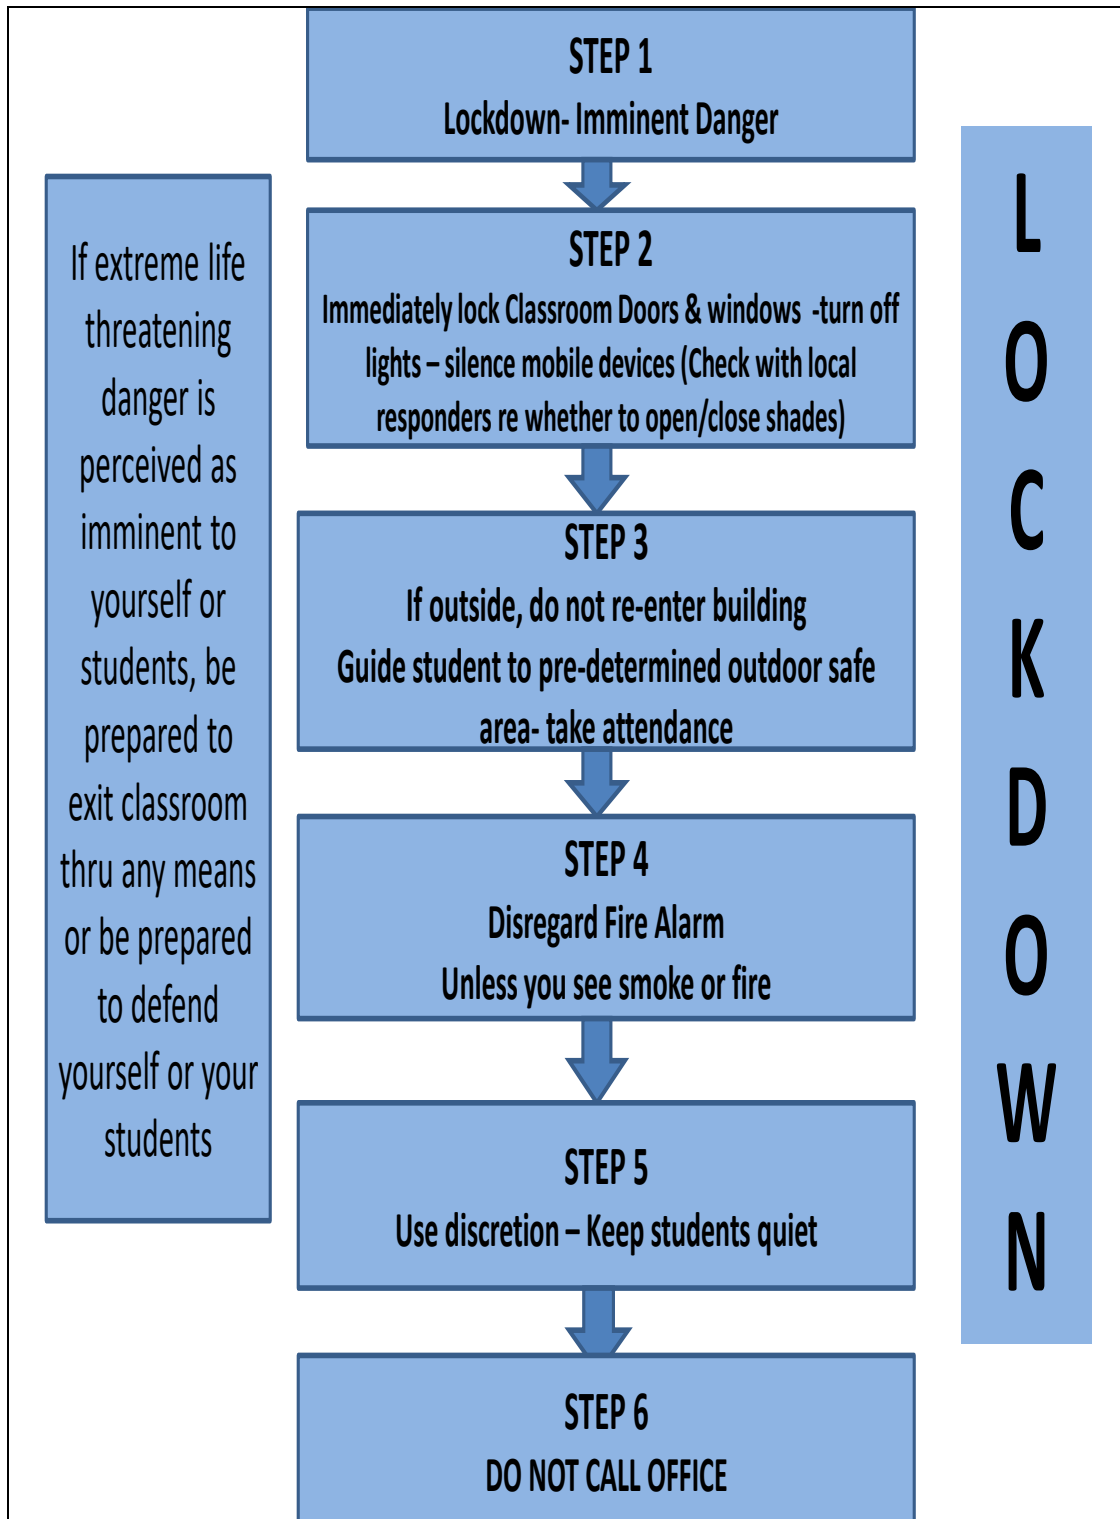 STEP 1
Lockdown- Imminent Danger
If extreme life
threatening
danger is
perceived as
imminent to
yourself or
students, be
prepared to
exit classroom
thru any means
or be prepared
to defend
yourself or your
students
STEP 2
Immediately lock Classroom Doors & windows -turn off
lights – silence mobile devices (Check with local
responders re whether to open/close shades)
STEP 3
If outside, do not re-enter building
Guide student to pre-determined outdoor safe
area- take attendance
STEP 4
Disregard Fire Alarm
Unless you see smoke or fire
STEP 5
Use discretion – Keep students quiet
STEP 6
DO NOT CALL OFFICE
L
O
C
K
D
O
W
N